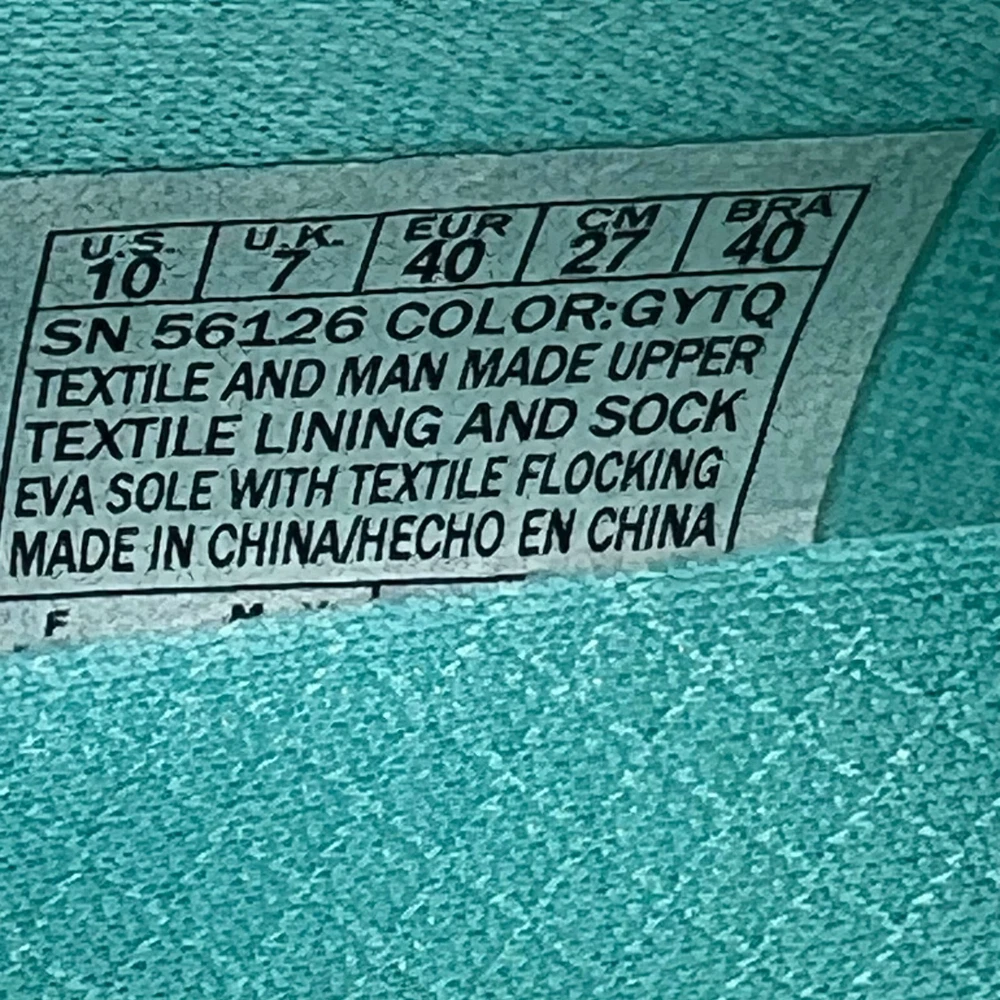 U.S. U.K. EUR CM BRA
10 7 40 27 40
SN 56126 COLOR:GYTQ
TEXTILE AND MAN MADE UPPER
TEXTILE LINING AND SOCK
EVA SOLE WITH TEXTILE FLOCKING
MADE IN CHINA/HECHO EN CHINA
F